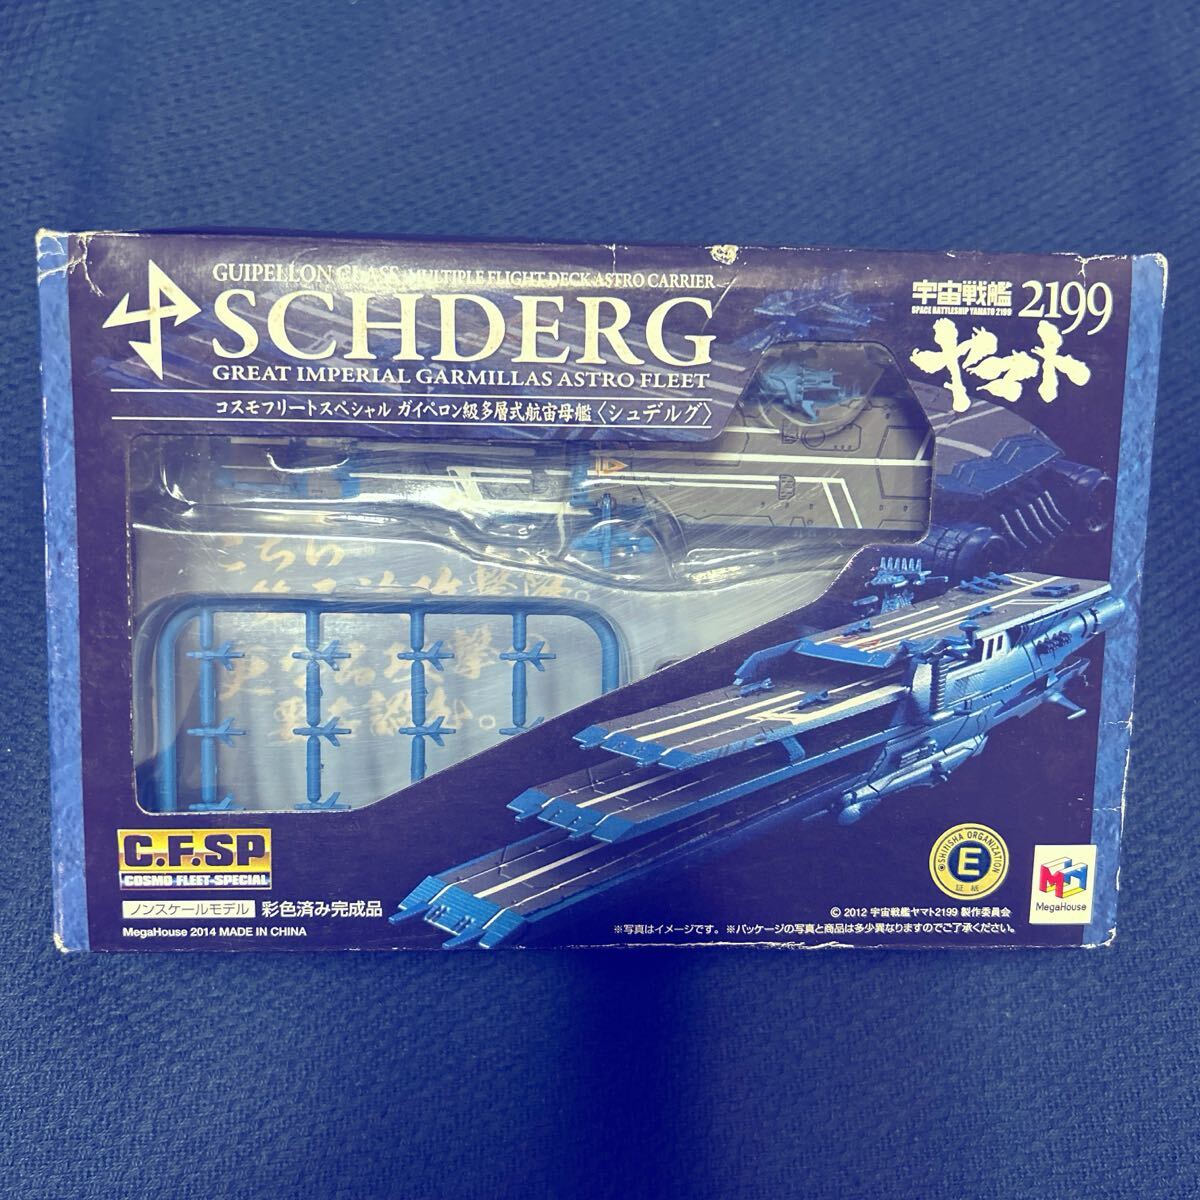 GUIPELLON CLASS MULTIPLE FLIGHT DECK ASTRO CARRIER
SCHDERG
GREAT IMPERIAL GARMILLAS ASTRO FLEET
コスモフリートスペシャル ガイペロン級多層式航宙母艦〈シュデルグ〉
宇宙戦艦
SPACE BATTLESHIP YAMATO 2199
2199
ヤマト
こちら
C.F.SP
COSMO FLEET SPECIAL
ノンスケールモデル 彩色済み完成品
MegaHouse 2014 MADE IN CHINA
SHITISHA ORGANIZATION
E
証紙
MegaHouse
© 2012 宇宙戦艦ヤマト2199 製作委員会
※写真はイメージです。 ※パッケージの写真と商品は多少異なりますのでご了承ください。